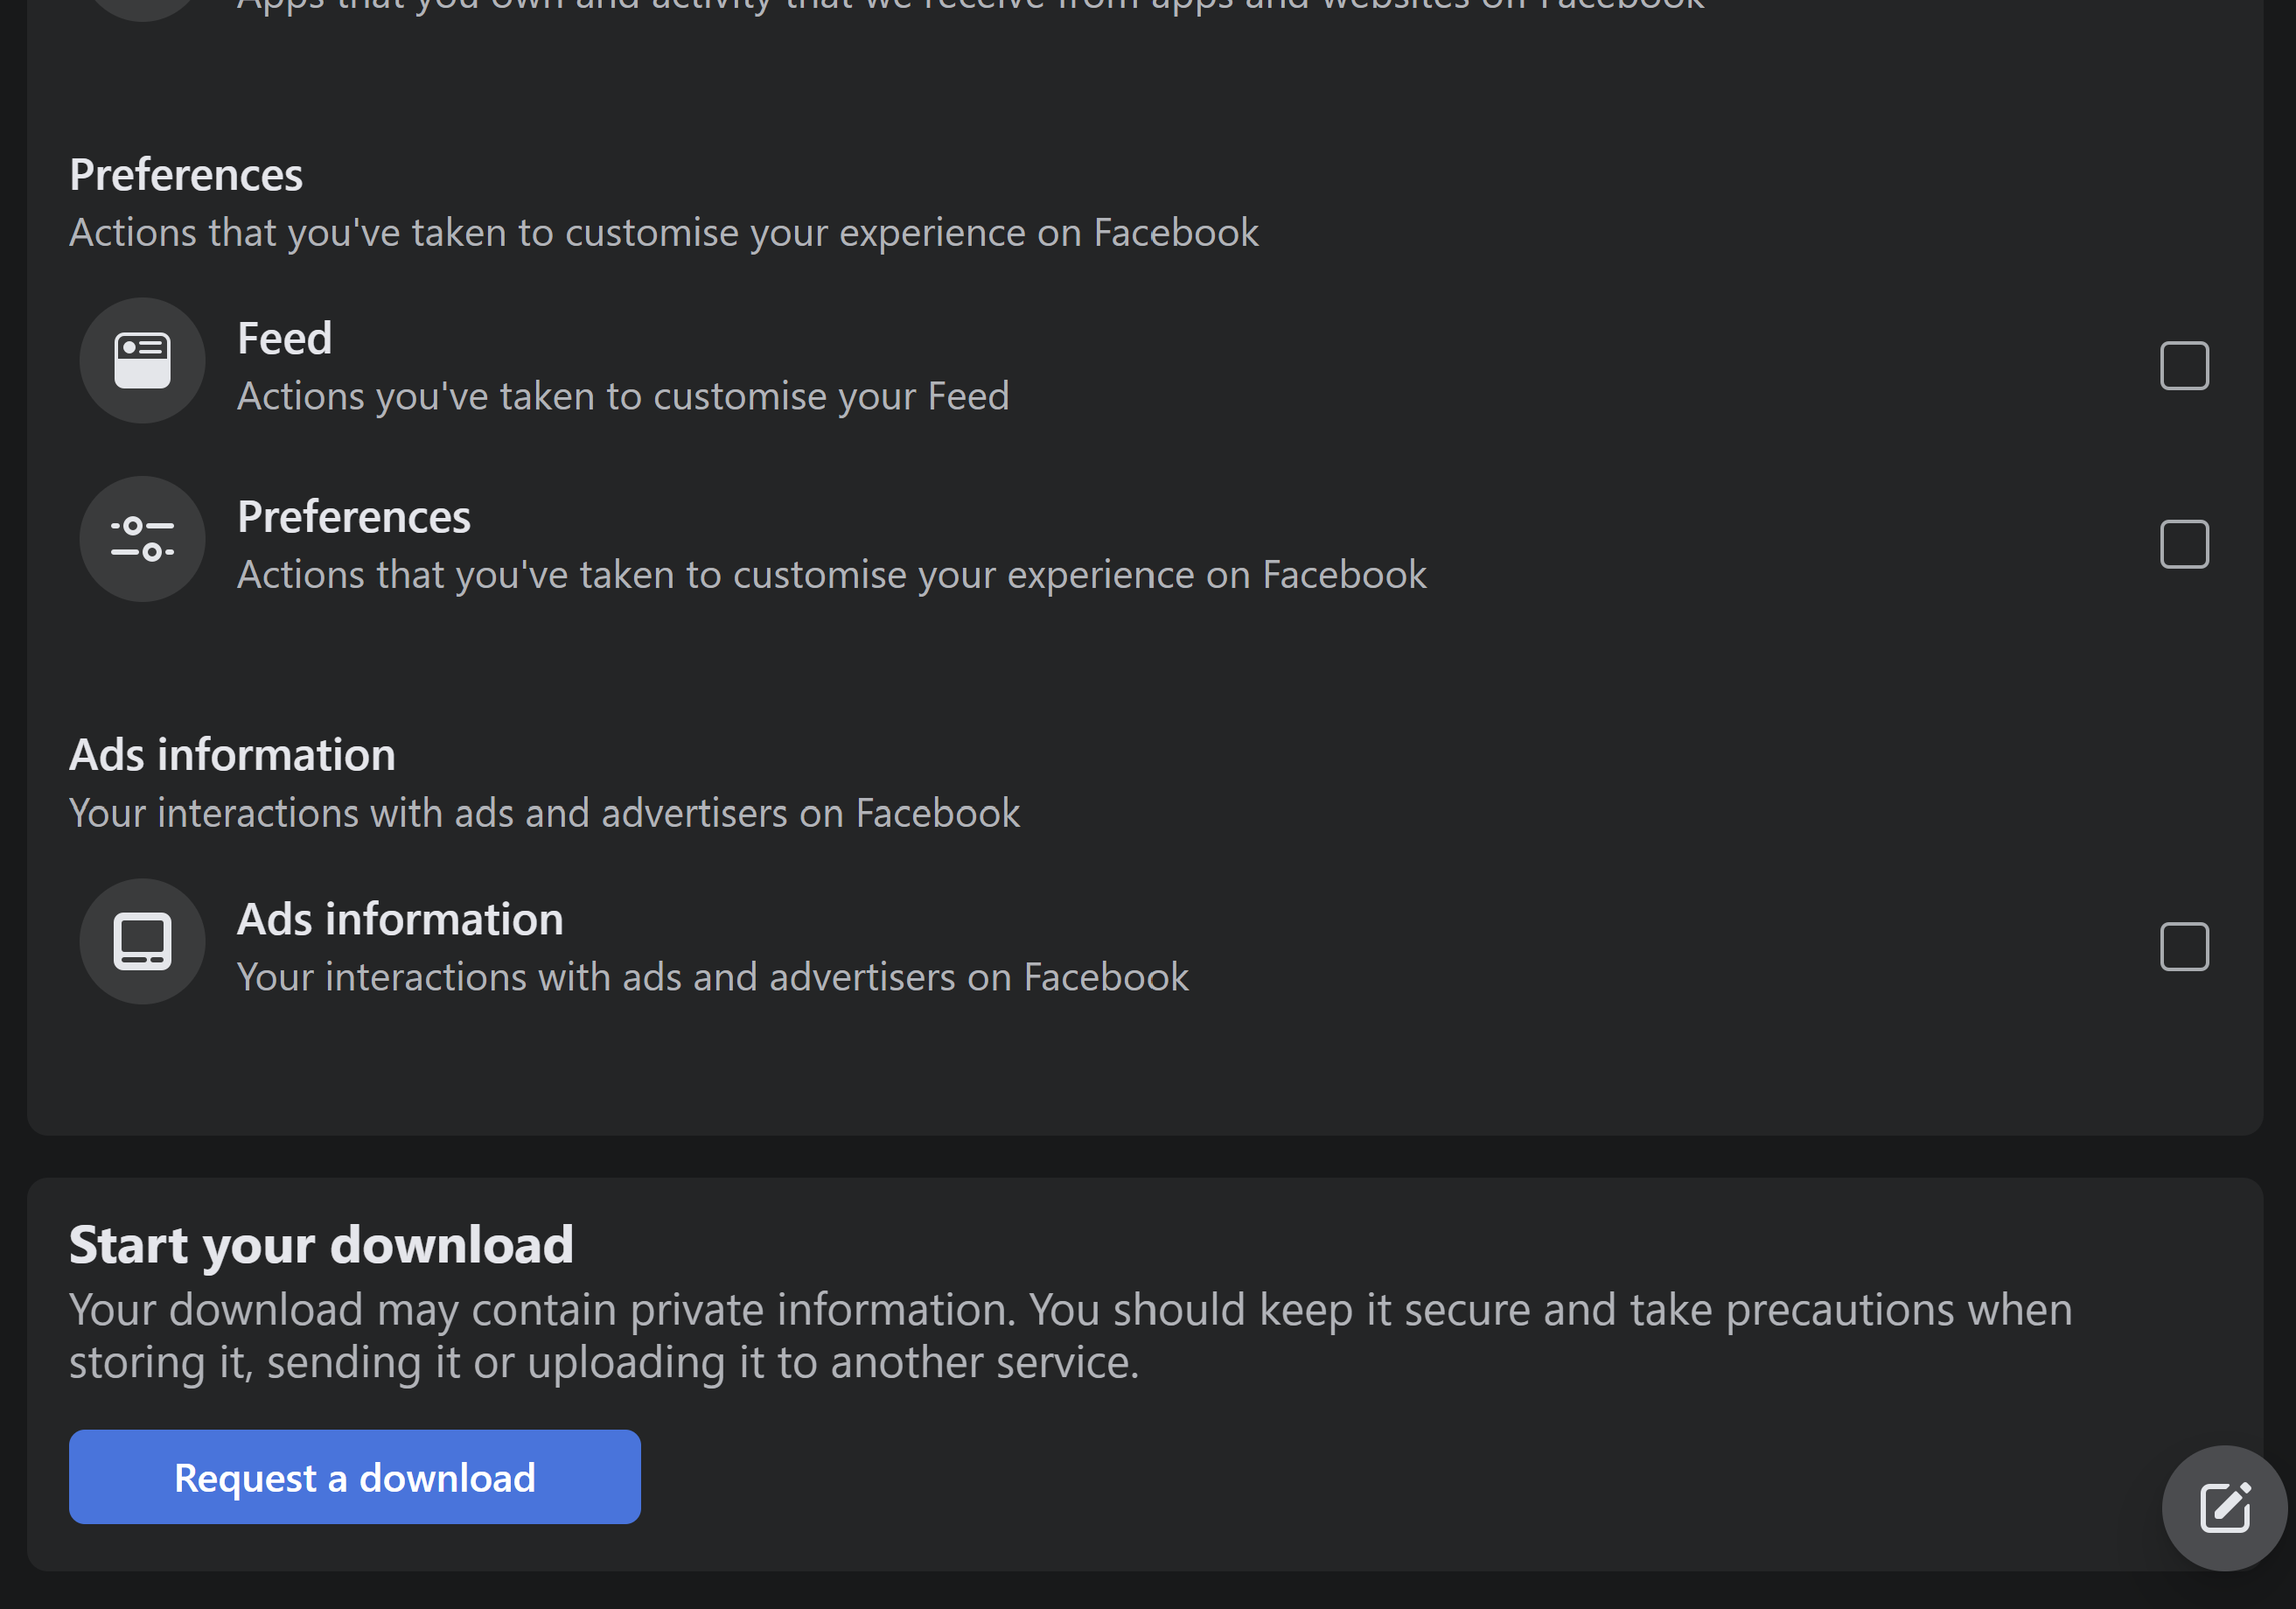 Apps that you own and activity that we receive from apps and websites on Facebook
Preferences
Actions that you've taken to customise your experience on Facebook
Feed
Actions you've taken to customise your Feed
Preferences
Actions that you've taken to customise your experience on Facebook
Ads information
Your interactions with ads and advertisers on Facebook
Ads information
Your interactions with ads and advertisers on Facebook
Start your download
Your download may contain private information. You should keep it secure and take precautions when
storing it, sending it or uploading it to another service.
Request a download